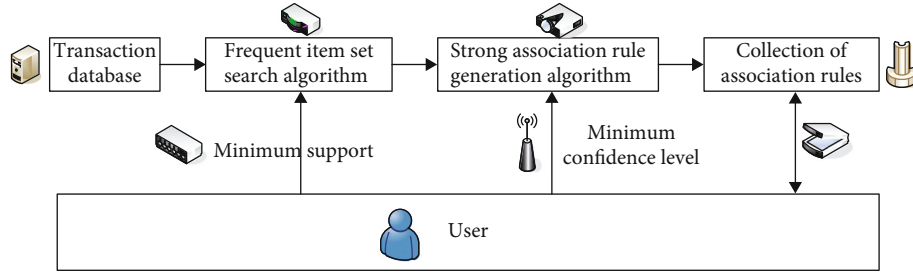 Transaction
database
Frequent item set
search algorithm
Strong association rule
generation algorithm
Collection of
association rules
Minimum support
Minimum
confidence level
User